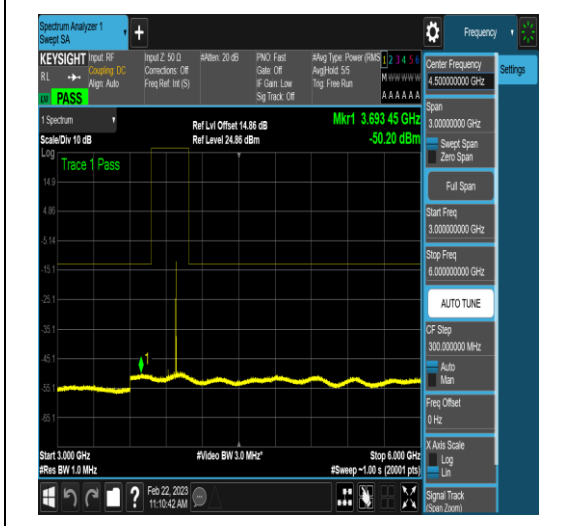 Spectrum Analyzer 1
Swept SA
Frequency
KEYSIGHT Input: RF Input Z: 50 Ω #Atten: 20 dB PNO: Fast #Avg Type: Power (RMS 1 2 3 4 5 6
RL Coupling: DC Corrections: Off Gate: Off Avg|Hold: 5/5 M W W W W W
Align: Auto Freq Ref: Int (S) IF Gain: Low Trig: Free Run
PASS Sig Track: Off A A A A A A
1 Spectrum
Scale/Div 10 dB
Ref Lvl Offset 14.86 dB
Ref Level 24.86 dBm
Mkr1 3.693 45 GHz
-50.20 dBm
Log
Trace 1 Pass
14.9
4.86
-5.14
-15.1
-25.1
-35.1
-45.1
-55.1
-65.1
1
Start 3.000 GHz
#Res BW 1.0 MHz
#Video BW 3.0 MHz*
Stop 6.000 GHz
#Sweep ~1.00 s (20001 pts)
Feb 22, 2023
11:10:42 AM
Settings
Center Frequency
4.500000000 GHz
Span
3.00000000 GHz
Swept Span
Zero Span
Full Span
Start Freq
3.000000000 GHz
Stop Freq
6.000000000 GHz
AUTO TUNE
CF Step
300.000000 MHz
Auto
Man
Freq Offset
0 Hz
X Axis Scale
Log
Lin
Signal Track
(Span Zoom)